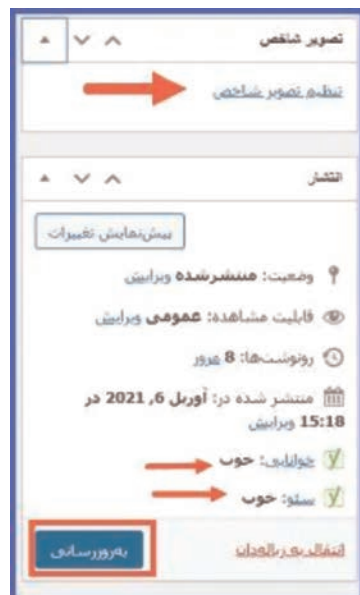 تصویر شاخص
تنظیم تصویر شاخص
انتشار
پیش‌نمایش تغییرات
وضعیت: منتشرشده ویرایش
قابلیت مشاهده: عمومی ویرایش
رونوشت‌ها: 8 مرور
منتشر شده در: آوریل 6, 2021 در
15:18 ویرایش
خوانایی: خوب
سئو: خوب
انتقال به زباله‌دان
به‌روزرسانی